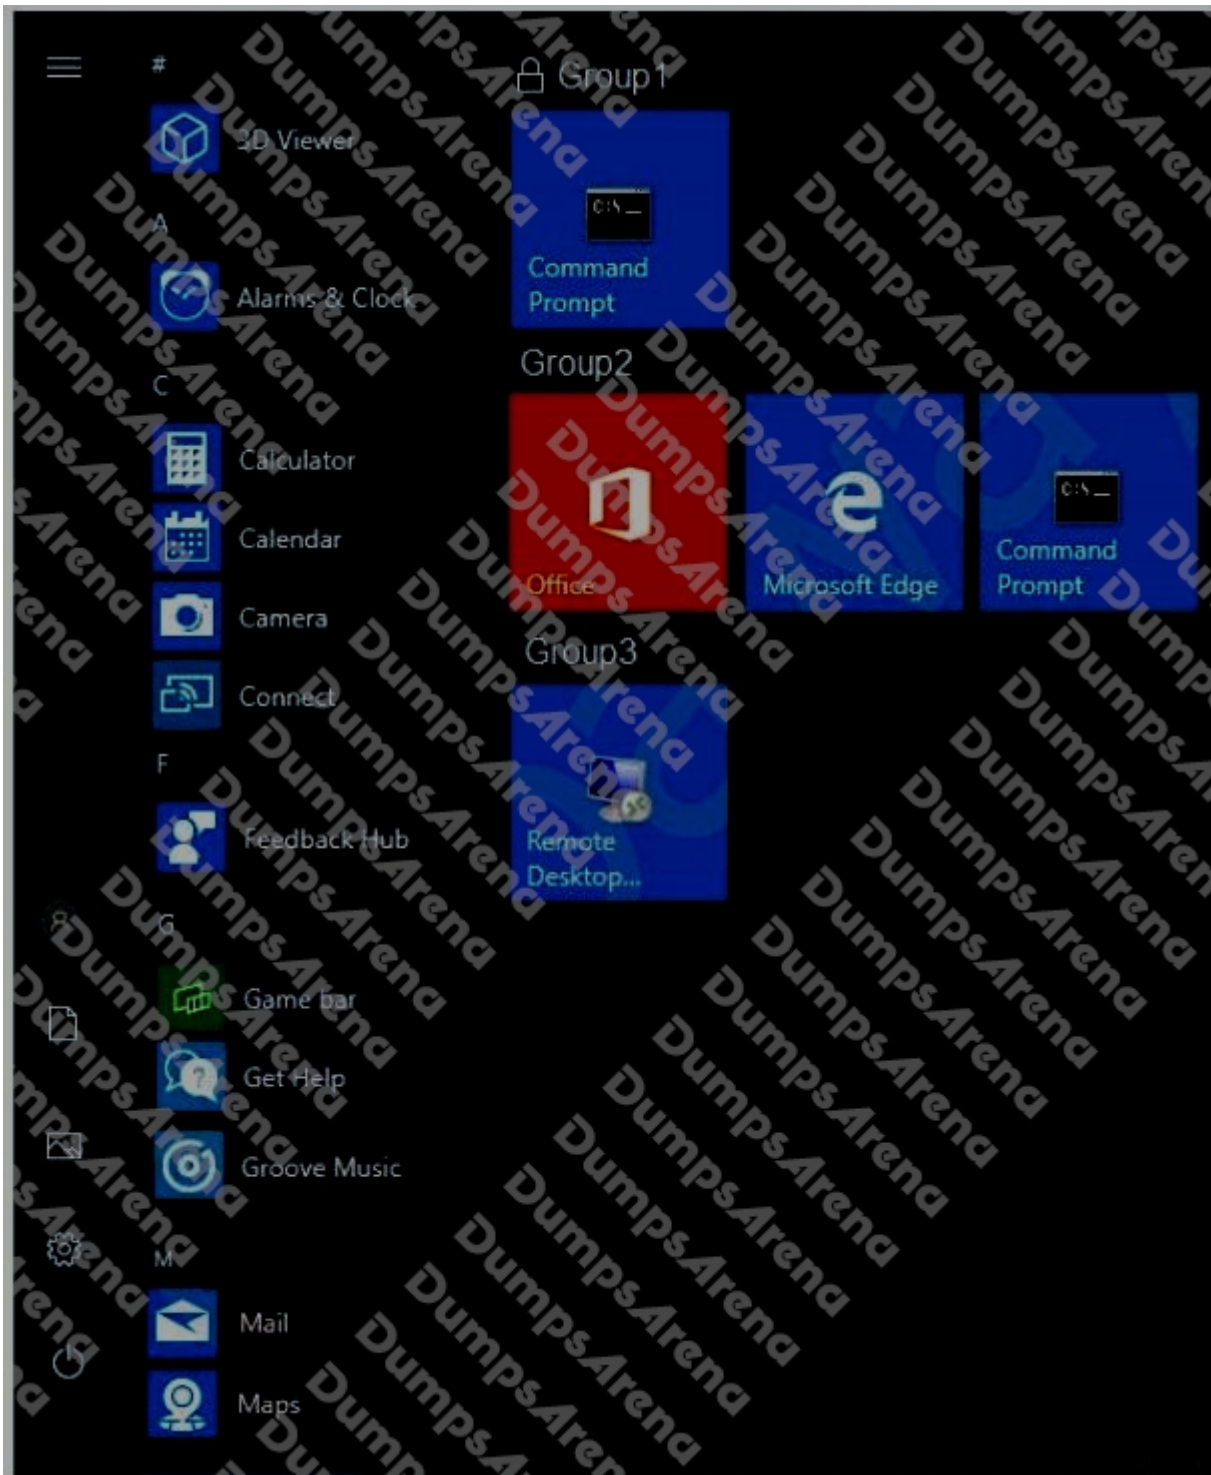 #
3D Viewer
A
Alarms & Clock
C
Calculator
Calendar
Camera
Connect
F
Feedback Hub
G
Game bar
Get Help
Groove Music
M
Mail
Maps
Group1
C:\_
Command
Prompt
Group2
Office
Microsoft Edge
C:\_
Command
Prompt
Group3
Remote
Desktop...
DumpsArena